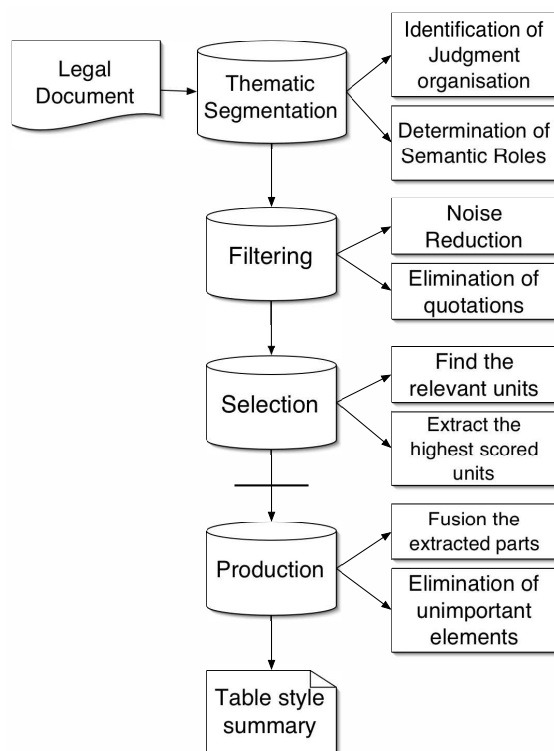 Legal
Document
Thematic
Segmentation
Identification of
Judgment
organisation
Determination of
Semantic Roles
Filtering
Noise
Reduction
Elimination of
quotations
Selection
Find the
relevant units
Extract the
highest scored
units
Production
Fusion the
extracted parts
Elimination of
unimportant
elements
Table style
summary